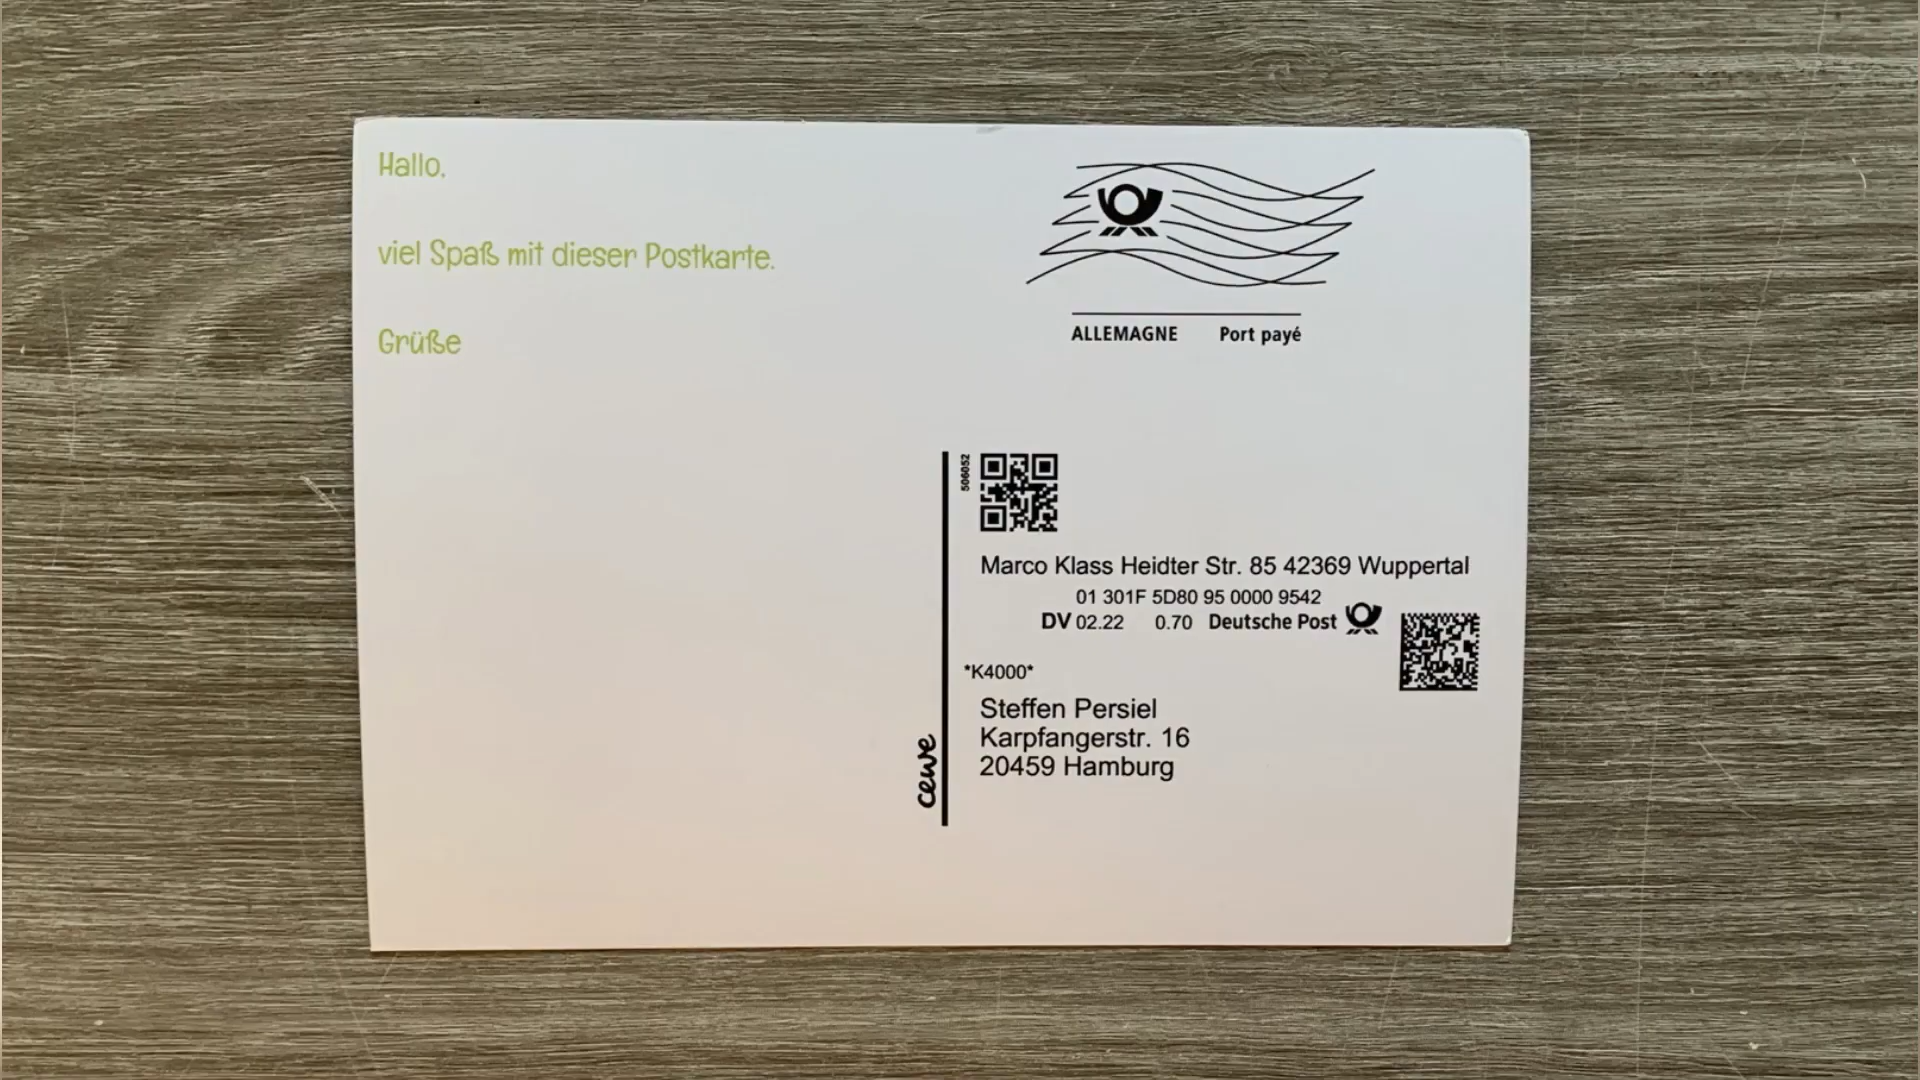 Hallo,
viel Spaß mit dieser Postkarte.
Grüße
ALLEMAGNE Port payé
506052
Marco Klass Heidter Str. 85 42369 Wuppertal
01 301F 5D80 95 0000 9542
DV 02.22 0.70 Deutsche Post
*K4000*
Steffen Persiel
Karpfangerstr. 16
20459 Hamburg
cewe